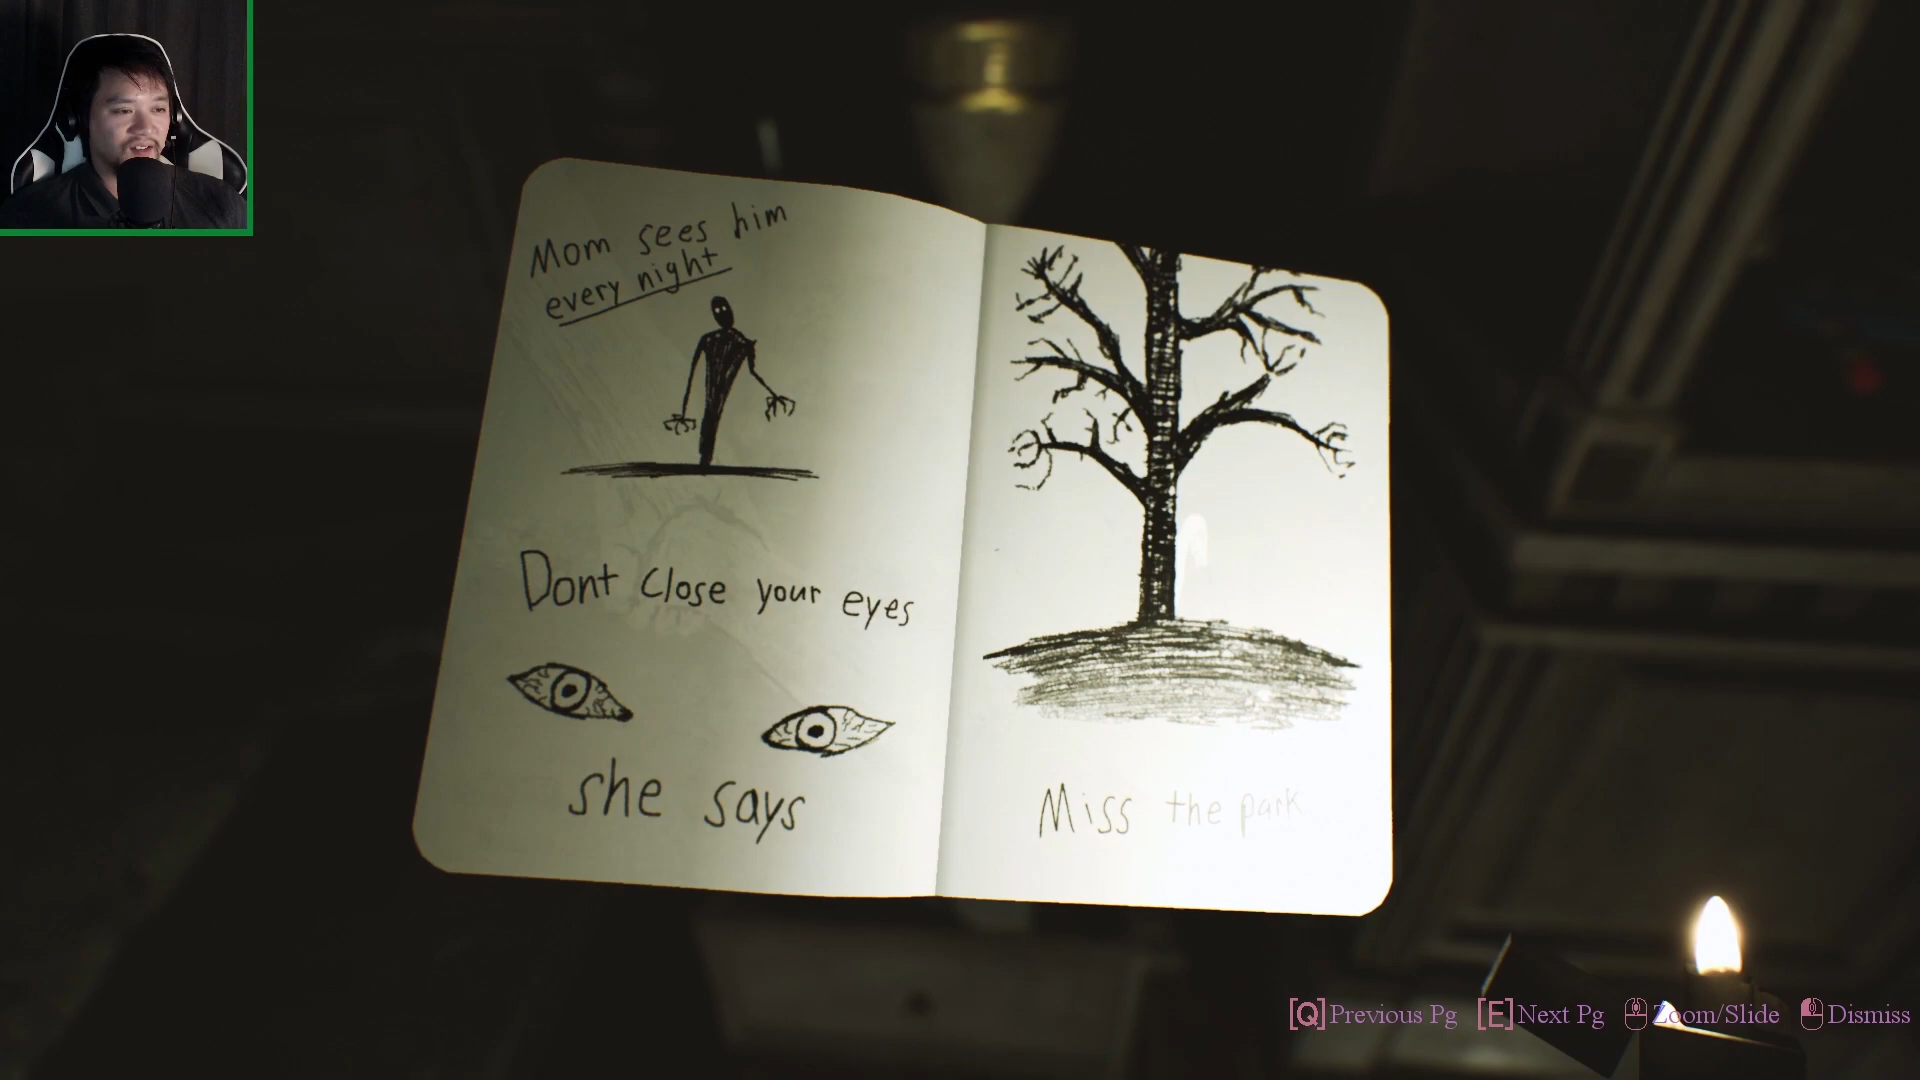 Mom sees him
every night
Dont close your eyes
she says
Miss the park
[Q]Previous Pg [E]Next Pg Zoom/Slide Dismiss